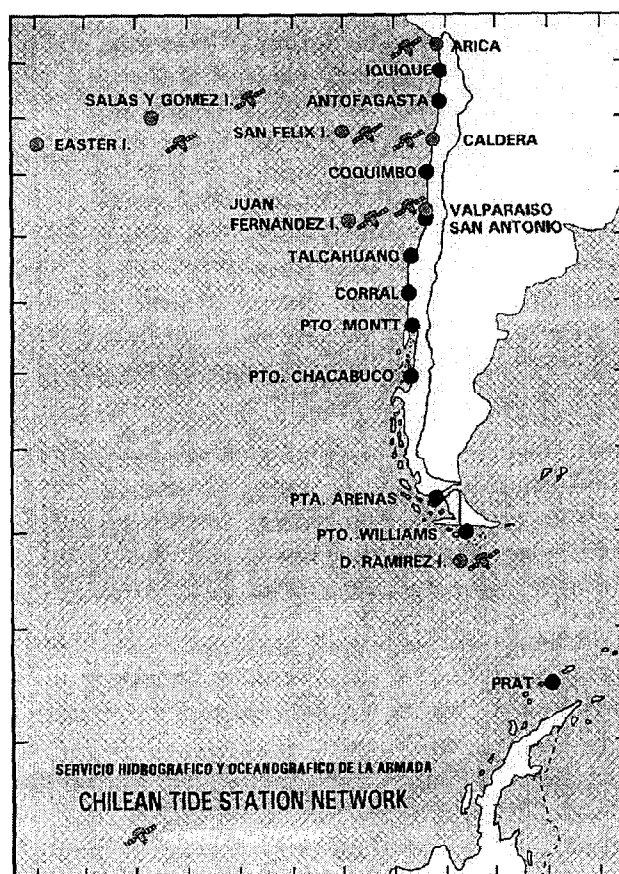 ARICA
IQUIQUE
SALAS Y GOMEZ I.
ANTOFAGASTA
EASTER I.
SAN FELIX I.
CALDERA
COQUIMBO
JUAN
FERNANDEZ I.
VALPARAISO
SAN ANTONIO
TALCAHUANO
CORRAL
PTO. MONTT
PTO. CHACABUCO
PTA. ARENAS
PTO. WILLIAMS
D. RAMIREZ I.
PRAT
SERVICIO HIDROGRAFICO Y OCEANOGRAFICO DE LA ARMADA
CHILEAN TIDE STATION NETWORK